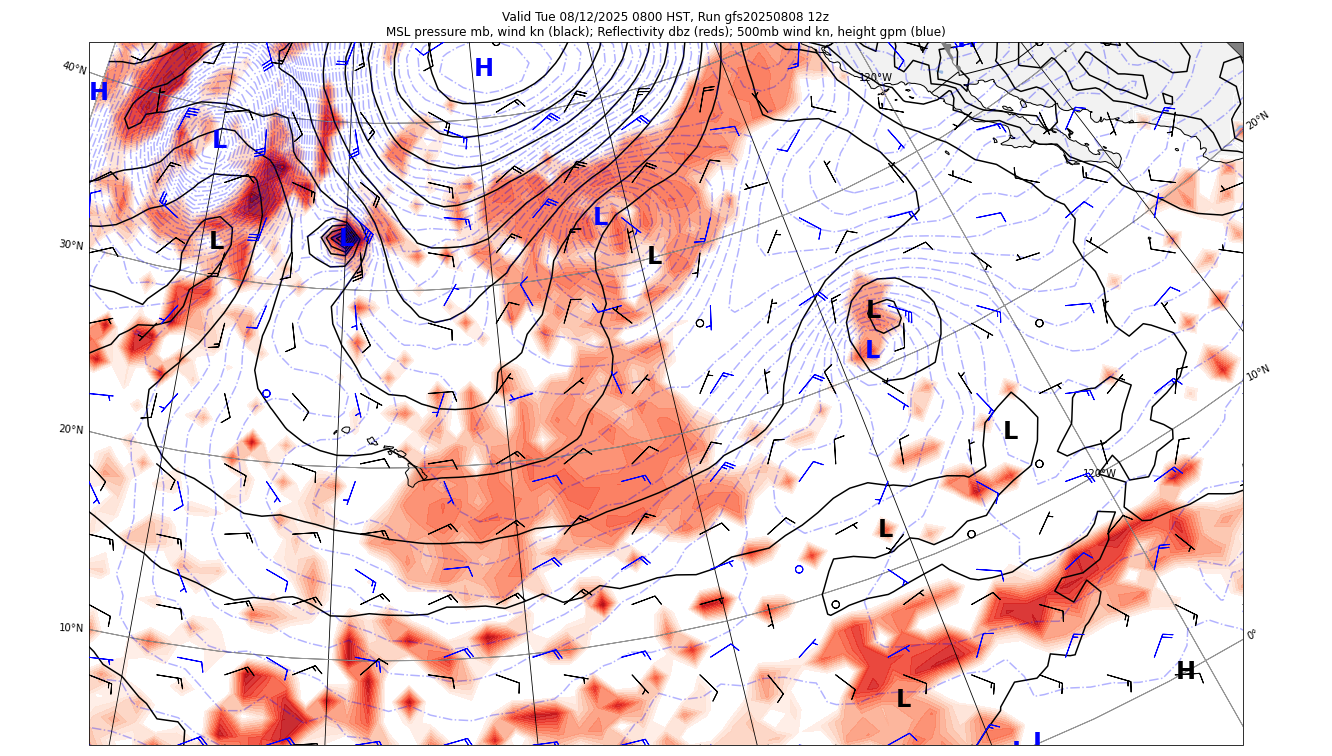 Valid Tue 08/12/2025 0800 HST, Run gfs20250808 12z
MSL pressure mb, wind kn (black); Reflectivity dbz (reds); 500mb wind kn, height gpm (blue)
40°N
H
L
H
H
120°W
20°N
30°N
L
L
L
L
L
L
10°N
20°N
L
120°W
L
10°N
0°
H
L
L
L